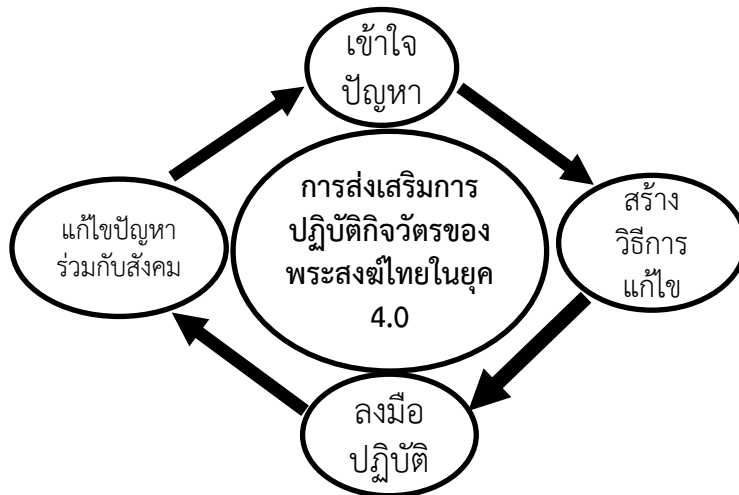 เข้าใจ
ปัญหา
การส่งเสริมการ
ปฏิบัติกิจวัตรของ
พระสงฆ์ไทยในยุค
4.0
สร้าง
วิธีการ
แก้ไข
แก้ไขปัญหา
ร่วมกับสังคม
ลงมือ
ปฏิบัติ